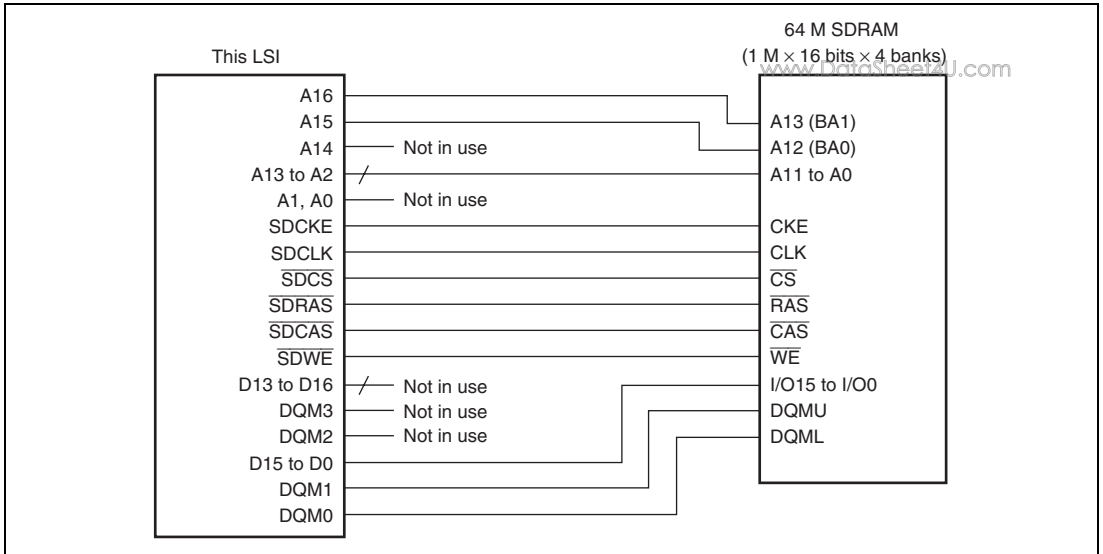 64 M SDRAM
This LSI
(1 M × 16 bits × 4 banks)
www.DataSheet4U.com
A16
A15
A14
Not in use
A13 to A2
A1, A0
Not in use
SDCKE
SDCLK
SDCS
SDRAS
SDCAS
SDWE
D13 to D16
Not in use
DQM3
Not in use
DQM2
Not in use
D15 to D0
DQM1
DQM0
A13 (BA1)
A12 (BA0)
A11 to A0
CKE
CLK
CS
RAS
CAS
WE
I/O15 to I/O0
DQMU
DQML